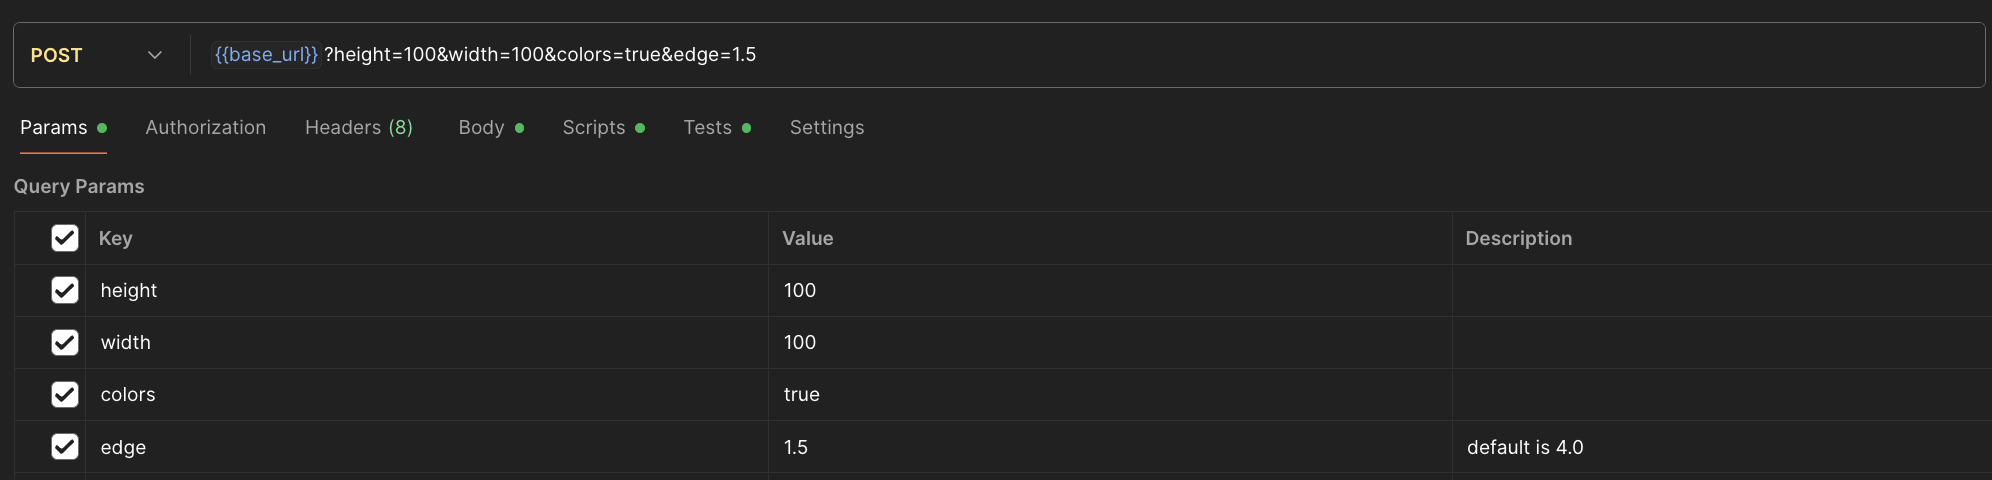 POST {{base_url}} ?height=100&width=100&colors=true&edge=1.5
Params Authorization Headers (8) Body Scripts Tests Settings
Query Params
Key Value Description
height 100
width 100
colors true
edge 1.5 default is 4.0